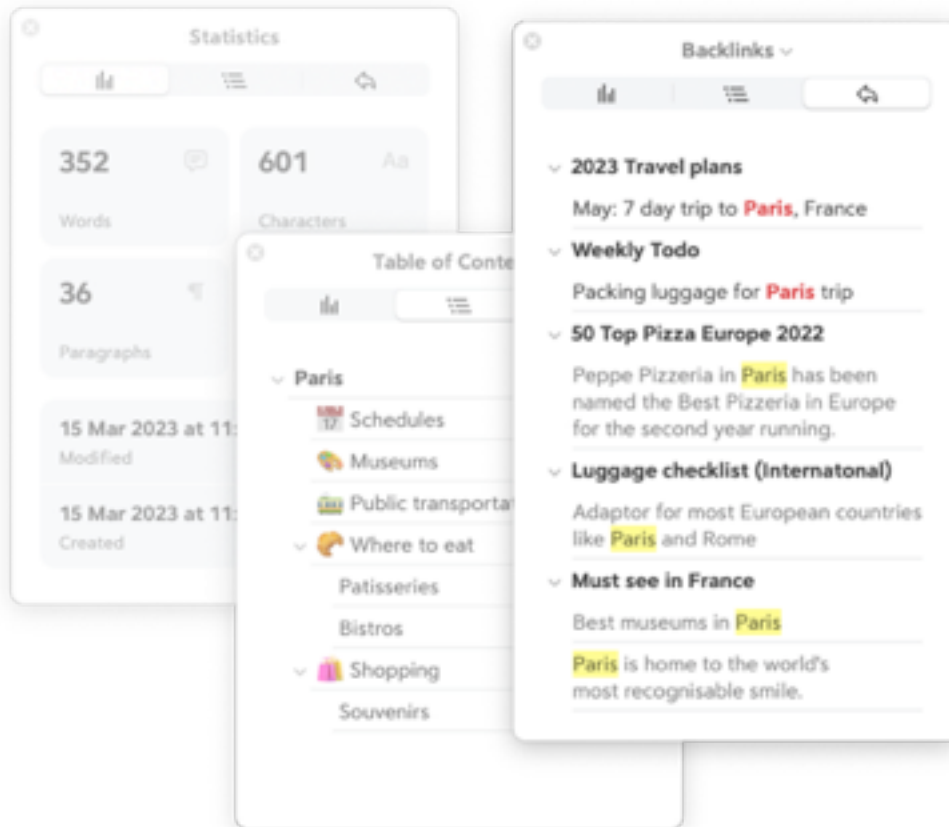 Statistics
352
601
Aa
Words
Characters
36
Paragraphs
15 Mar 2023 at 11:
Modified
15 Mar 2023 at 11:
Created
Table of Conte
Paris
17
Schedules
Museums
Public transportat
Where to eat
Patisseries
Bistros
Shopping
Souvenirs
Backlinks
2023 Travel plans
May: 7 day trip to Paris, France
Weekly Todo
Packing luggage for Paris trip
50 Top Pizza Europe 2022
Peppe Pizzeria in Paris has been
named the Best Pizzeria in Europe
for the second year running.
Luggage checklist (Internatonal)
Adaptor for most European countries
like Paris and Rome
Must see in France
Best museums in Paris
Paris is home to the world's
most recognisable smile.